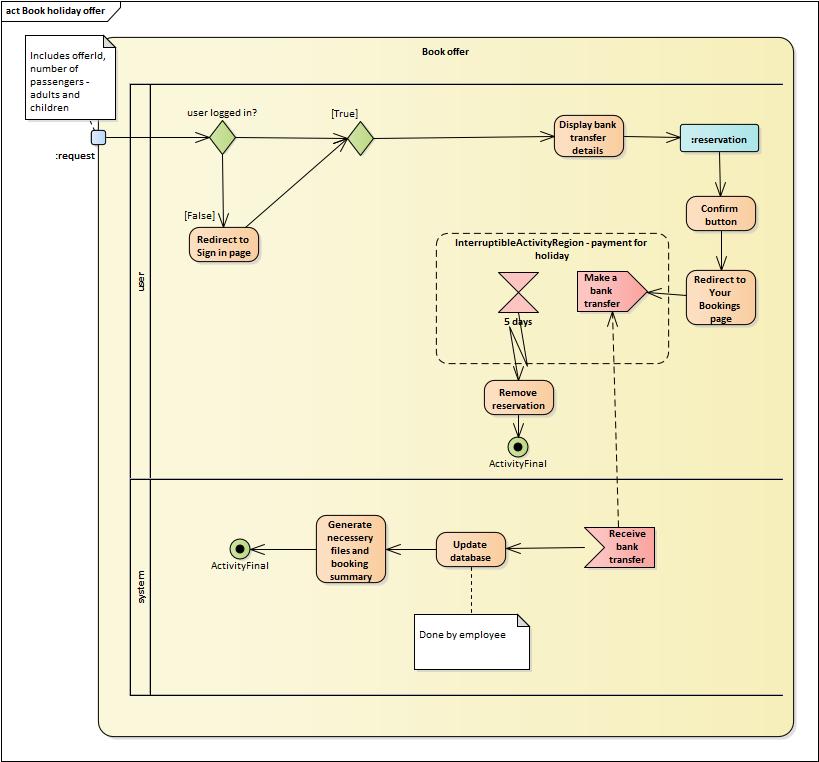 act Book holiday offer
Book offer
Includes offerId,
number of
passengers -
adults and
children
:request
user logged in?
[True]
[False]
Redirect to
Sign in page
Display bank
transfer
details
:reservation
Confirm
button
Redirect to
Your
Bookings
page
InterruptibleActivityRegion - payment for
holiday
Make a
bank
transfer
5 days
Remove
reservation
ActivityFinal
user
Receive
bank
transfer
Update
database
Generate
necessery
files and
booking
summary
ActivityFinal
Done by employee
system